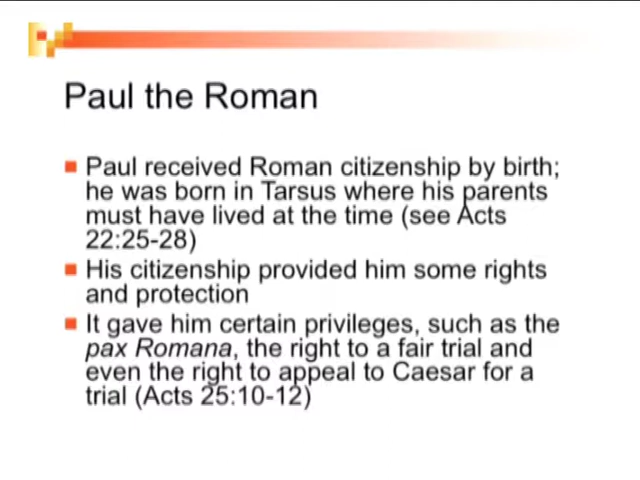 Paul the Roman
Paul received Roman citizenship by birth;
he was born in Tarsus where his parents
must have lived at the time (see Acts
22:25-28)
His citizenship provided him some rights
and protection
It gave him certain privileges, such as the
pax Romana, the right to a fair trial and
even the right to appeal to Caesar for a
trial (Acts 25:10-12)